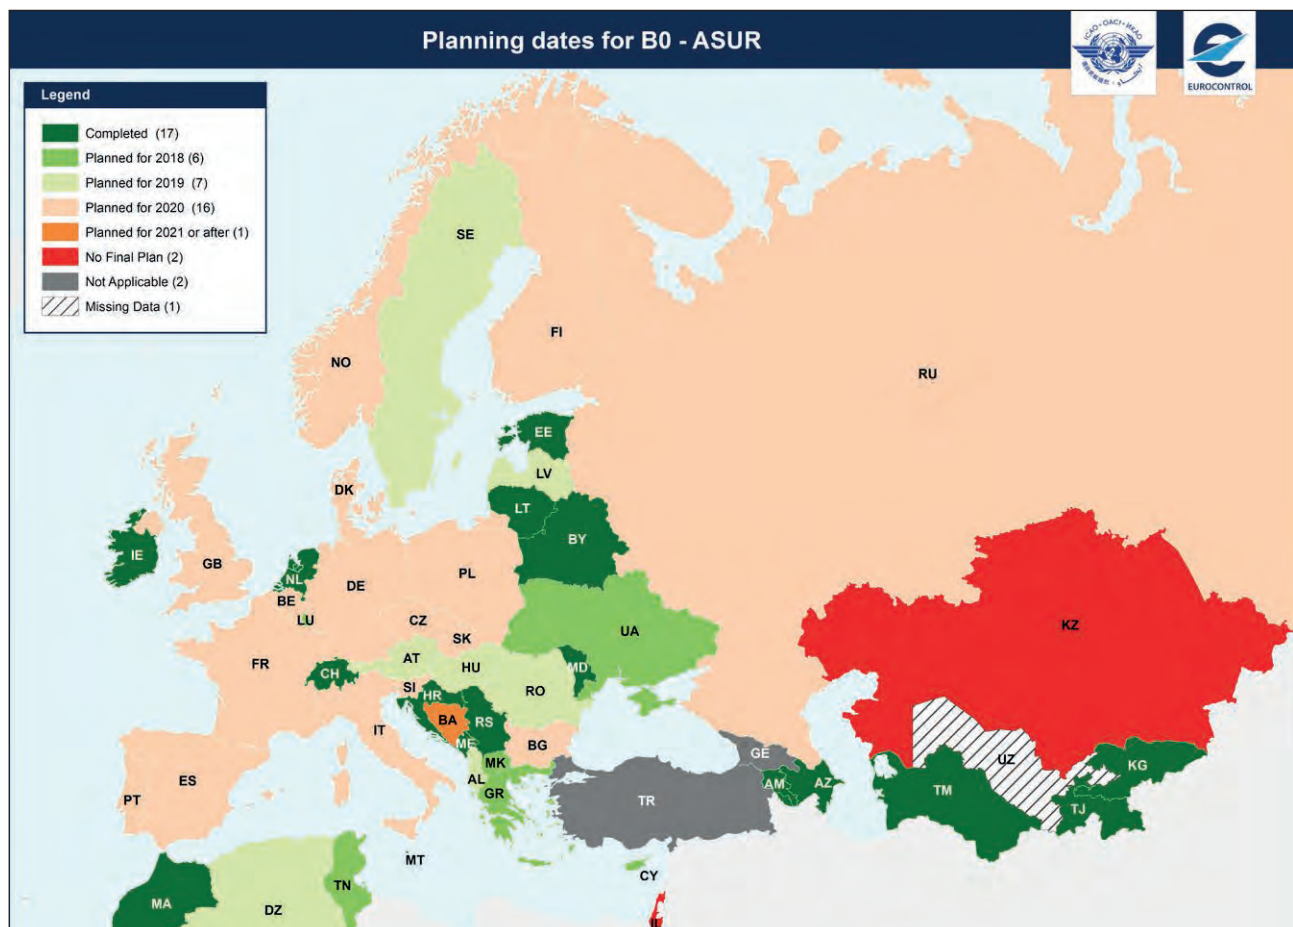 Planning dates for B0 - ASUR
ICAO • OACI • ИКАО
EUROCONTROL
Legend
Completed (17)
Planned for 2018 (6)
Planned for 2019 (7)
Planned for 2020 (16)
Planned for 2021 or after (1)
No Final Plan (2)
Not Applicable (2)
Missing Data (1)
SE
FI
NO
RU
EE
LV
DK
LT
BY
IE
GB
NL
DE
PL
BE
LU
CZ
UA
KZ
SK
FR
AT
HU
MD
CH
SI
HR
RO
BA
RS
IT
ME
BG
GE
UZ
KG
MK
ES
AL
AM
AZ
TM
PT
GR
TR
TJ
MT
CY
TN
MA
DZ
IL